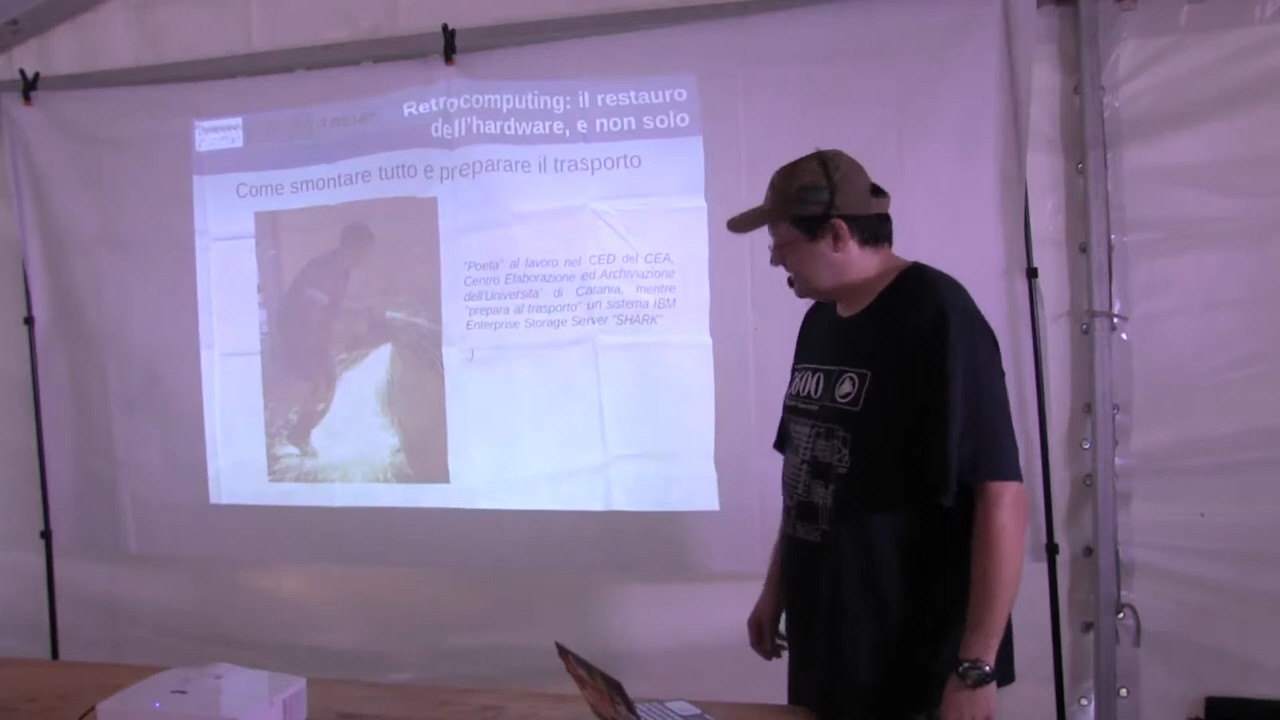 Retrocomputing: il restauro
dell'hardware, e non solo
Come smontare tutto e preparare il trasporto
"Poeta" al lavoro nel CED del CEA,
Centro Elaborazione ed Archiviazione
dell'Universita' di Catania, mentre
"prepara al trasporto" un sistema IBM
Enterprise Storage Server "SHARK"
;)
600